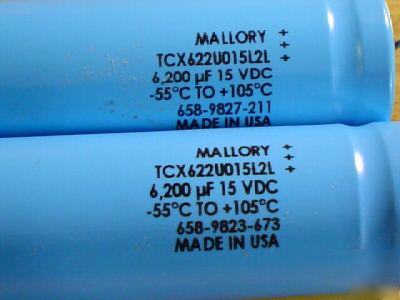 MALLORY +
+
TCX622U015L2L +
6,200 µF 15 VDC
-55°C TO +105°C
658-9827-211
MADE IN USA
MALLORY +
+
TCX622U015L2L +
6,200 µF 15 VDC
-55°C TO +105°C
658-9823-673
MADE IN USA